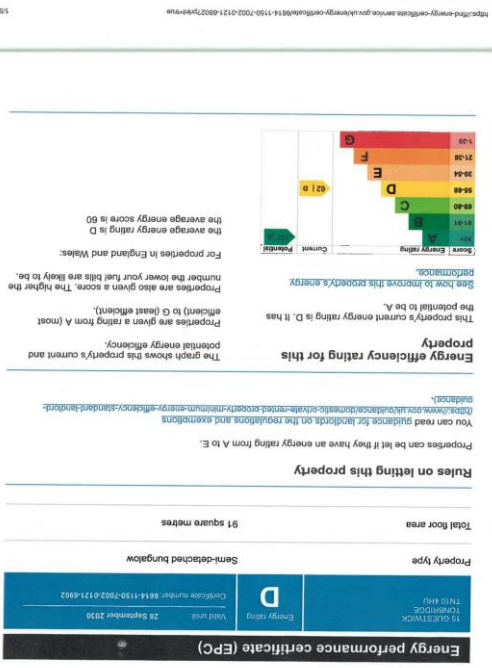 Energy performance certificate (EPC)
15 GUESTWICK
TONBRIDGE
TN10 4HU
Energy rating
D
Valid until 28 September 2030
Certificate number 6614-1150-7002-0121-6902
Property type
Semi-detached bungalow
Total floor area
91 square metres
Rules on letting this property
Properties can be let if they have an energy rating from A to E.
You can read guidance for landlords on the regulations and exemptions
(https://www.gov.uk/guidance/domestic-private-rented-property-minimum-energy-efficiency-standard-landlord-
guidance).
Energy efficiency rating for this
property
This property's current energy rating is D. It has
the potential to be A.
See how to improve this property's energy
performance.
Score Energy rating Current Potential
92+ A
81-91 B
69-80 C
55-68 D 62 | D
39-54 E
21-38 F
1-20 G
The graph shows this property's current and
potential energy efficiency.
Properties are given a rating from A (most
efficient) to G (least efficient).
Properties are also given a score. The higher the
number the lower your fuel bills are likely to be.
For properties in England and Wales:
the average energy rating is D
the average energy score is 60
https://find-energy-certificate.service.gov.uk/energy-certificate/6614-1150-7002-0121-6902?print=true
1/5